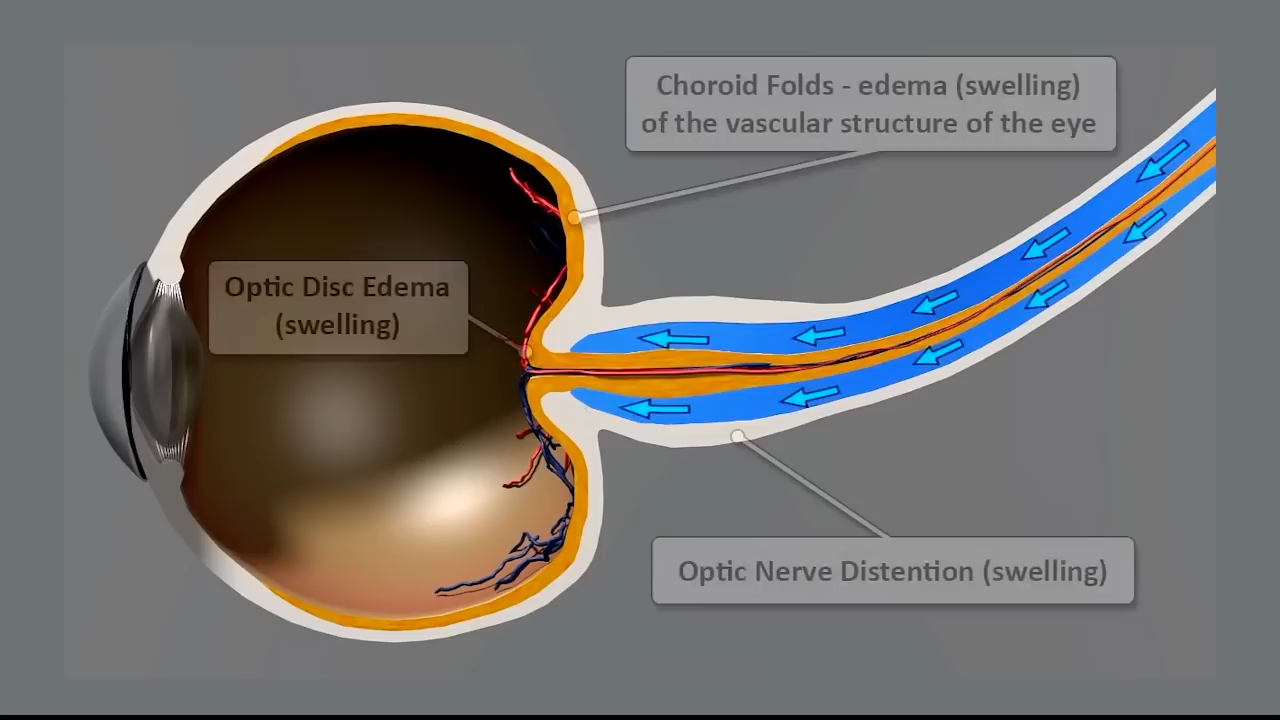 Choroid Folds - edema (swelling)
of the vascular structure of the eye
Optic Disc Edema
(swelling)
Optic Nerve Distention (swelling)